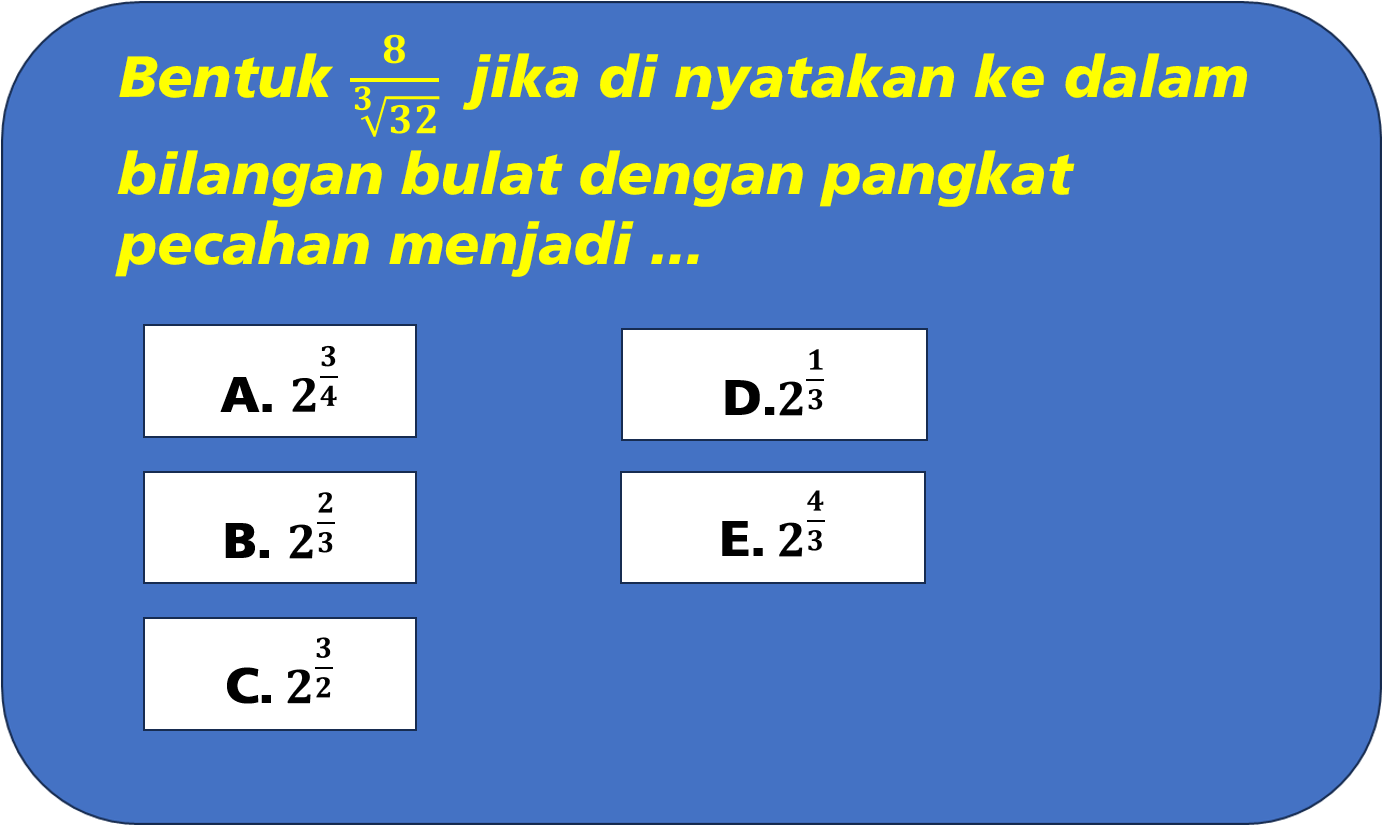 Bentuk $\frac{8}{\sqrt[3]{32}}$ jika di nyatakan ke dalam
bilangan bulat dengan pangkat
pecahan menjadi ...
A. $2^{\frac{3}{4}}$
B. $2^{\frac{2}{3}}$
C. $2^{\frac{3}{2}}$
D.$2^{\frac{1}{3}}$
E. $2^{\frac{4}{3}}$